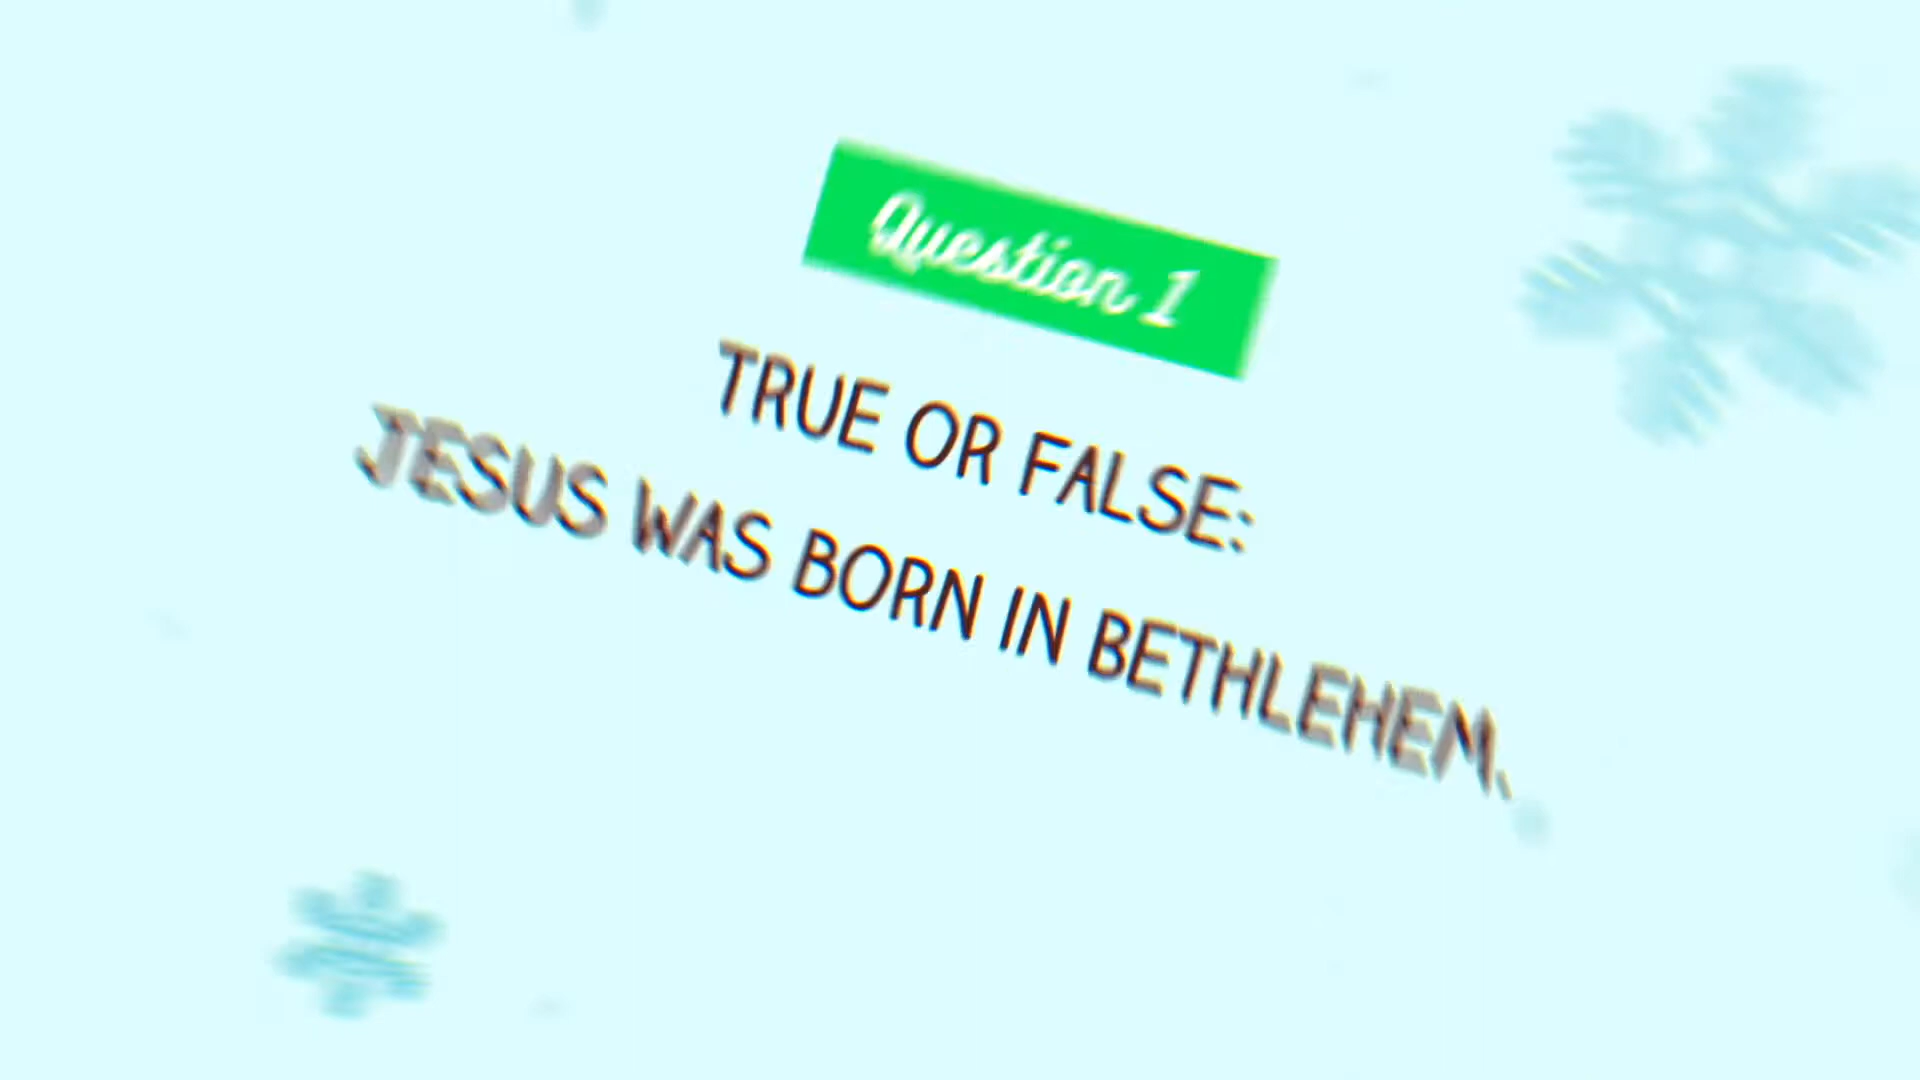 Question 1
TRUE OR FALSE:
JESUS WAS BORN IN BETHLEHEM.